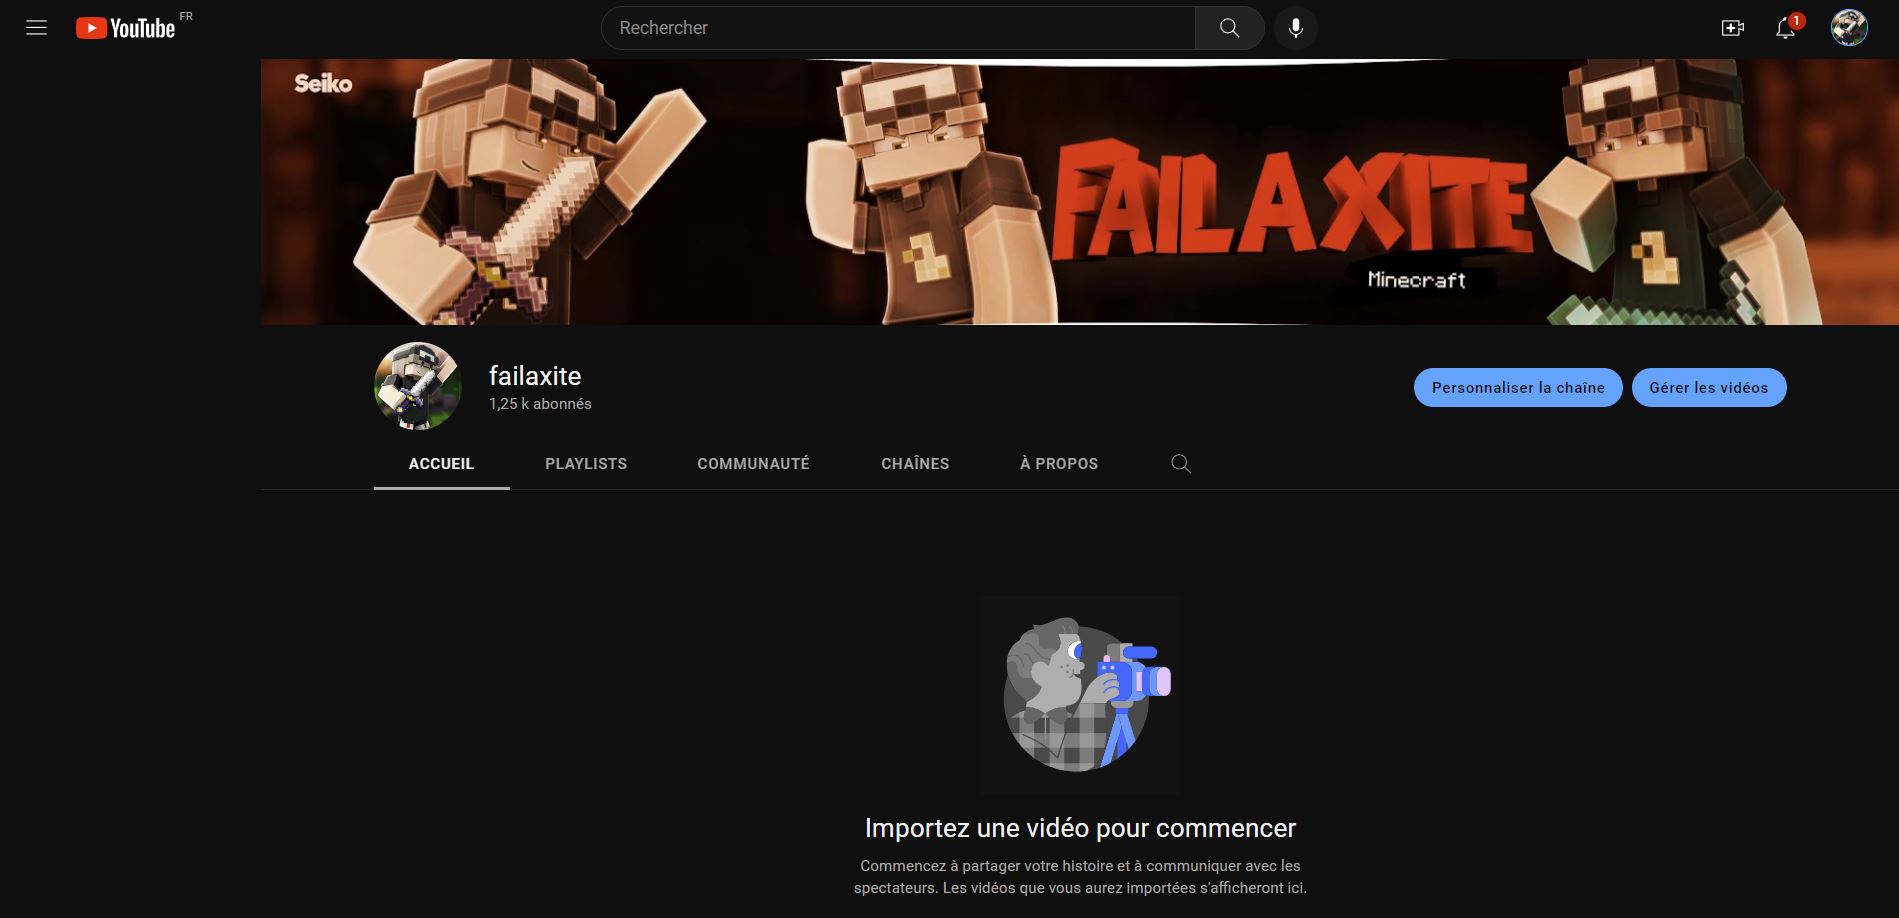 YouTube FR
Rechercher
1
Seiko
FAILAXITE
Minecraft
failaxite
1,25 k abonnés
Personnaliser la chaîne
Gérer les vidéos
ACCUEIL
PLAYLISTS
COMMUNAUTÉ
CHAÎNES
À PROPOS
Importez une vidéo pour commencer
Commencez à partager votre histoire et à communiquer avec les
spectateurs. Les vidéos que vous aurez importées s'afficheront ici.